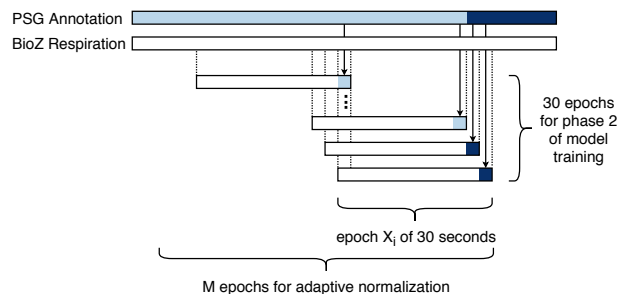 PSG Annotation
BioZ Respiration
30 epochs
for phase 2
of model
training
epoch Xi of 30 seconds
M epochs for adaptive normalization